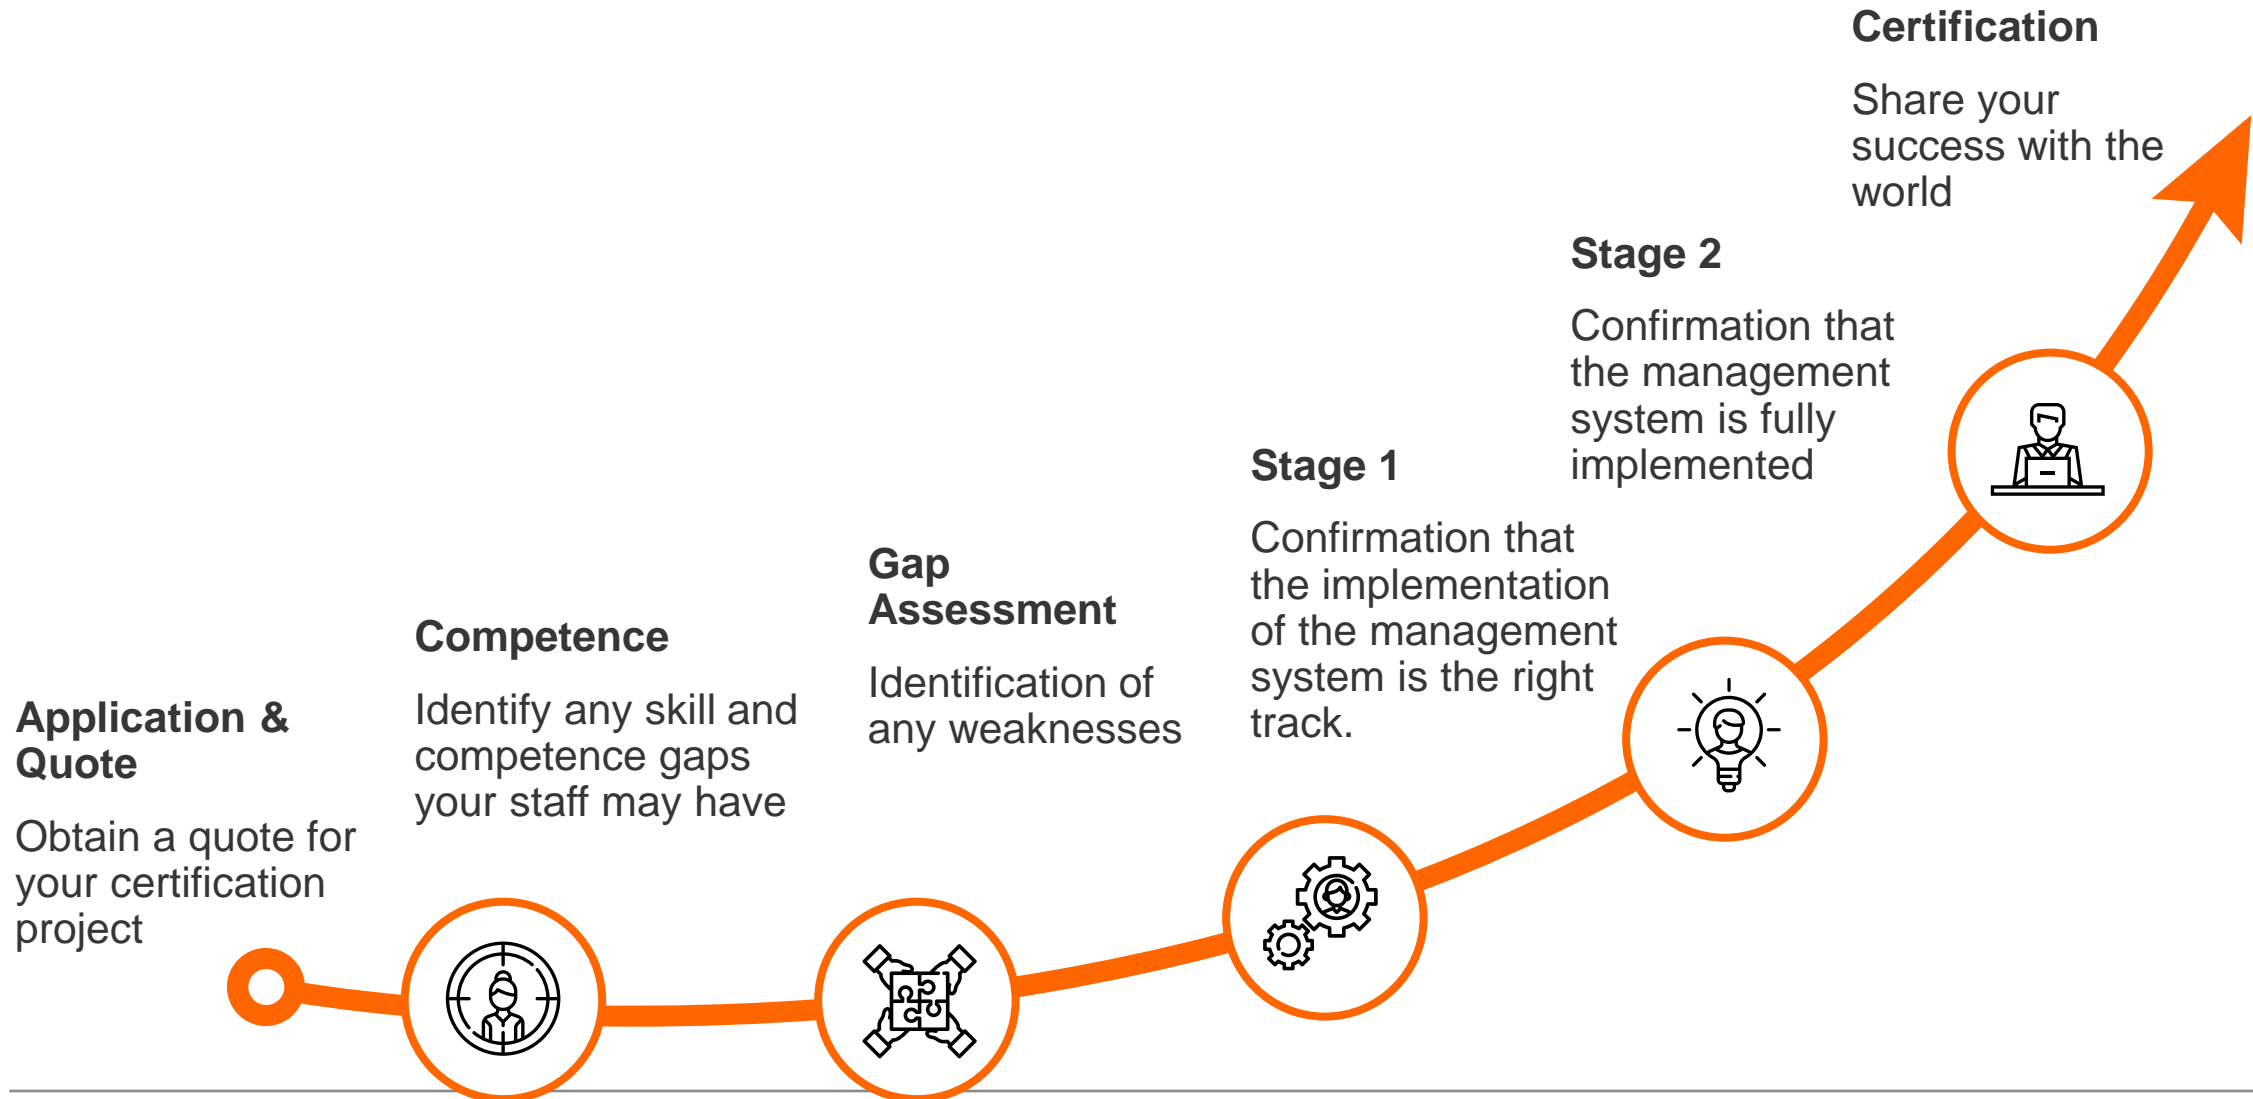 Application &
Quote
Obtain a quote for
your certification
project
Competence
Identify any skill and
competence gaps
your staff may have
Gap
Assessment
Identification of
any weaknesses
Stage 1
Confirmation that
the implementation
of the management
system is the right
track.
Stage 2
Confirmation that
the management
system is fully
implemented
Certification
Share your
success with the
world